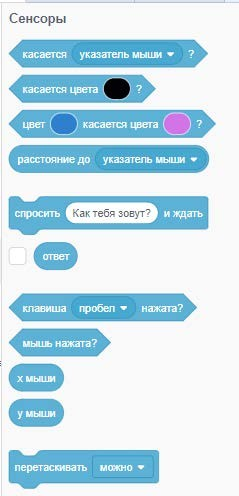 Сенсоры
касается указатель мыши ?
касается цвета ?
цвет касается цвета ?
расстояние до указатель мыши
спросить Как тебя зовут? и ждать
ответ
клавиша пробел нажата?
мышь нажата?
х мыши
у мыши
перетаскивать можно